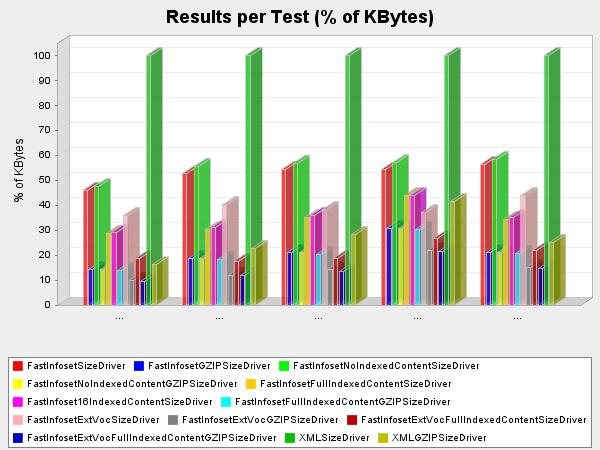 Results per Test (% of KBytes)
100
90
80
70
60
50
40
30
20
10
0
% of KBytes
... ... ... ... ...
FastInfosetSizeDriver FastInfosetGZIPSizeDriver FastInfosetNoIndexedContentSizeDriver
FastInfosetNoIndexedContentGZIPSizeDriver FastInfosetFullIndexedContentSizeDriver
FastInfoset16IndexedContentSizeDriver FastInfosetFullIndexedContentGZIPSizeDriver
FastInfosetExtVocSizeDriver FastInfosetExtVocGZIPSizeDriver FastInfosetExtVocFullIndexedContentSizeDriver
FastInfosetExtVocFullIndexedContentGZIPSizeDriver XMLSizeDriver XMLGZIPSizeDriver